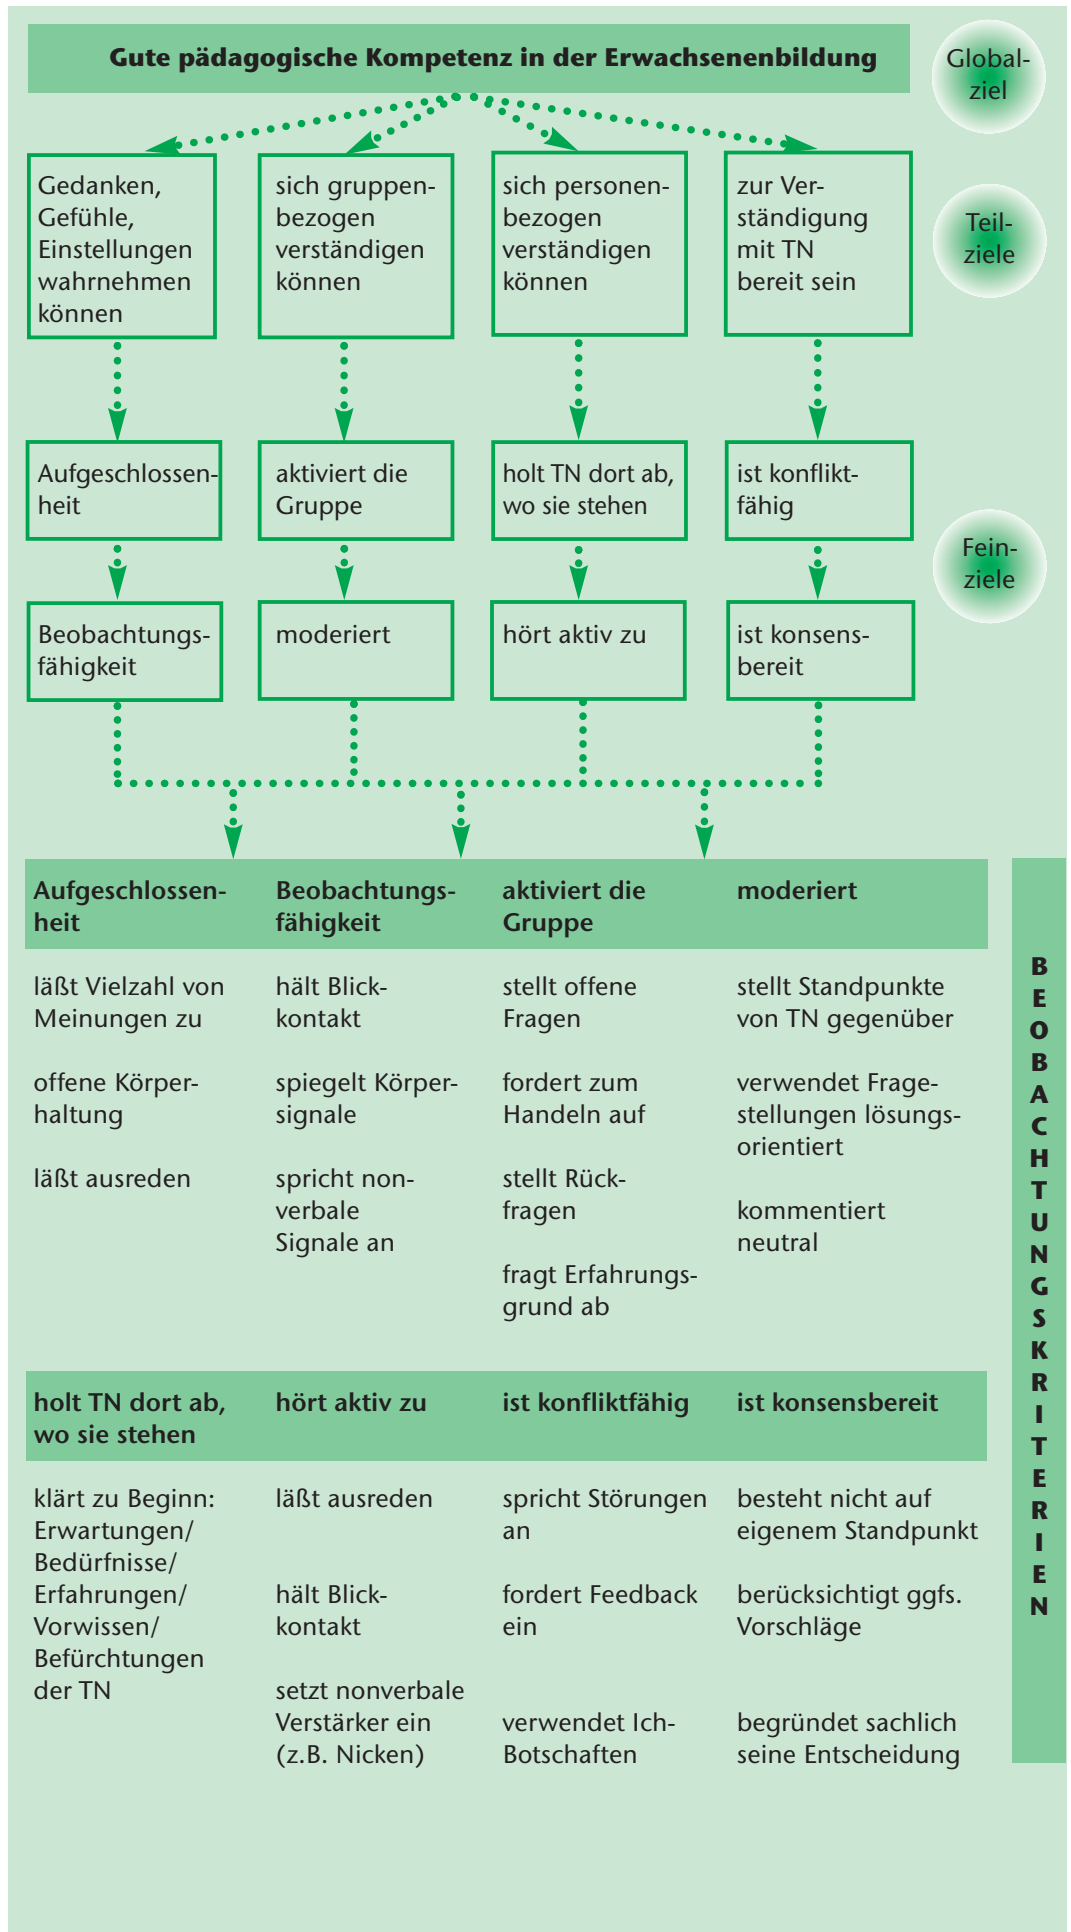 Gute pädagogische Kompetenz in der Erwachsenenbildung
Global-
ziel
Gedanken,
Gefühle,
Einstellungen
wahrnehmen
können
sich gruppen-
bezogen
verständigen
können
sich personen-
bezogen
verständigen
können
zur Ver-
ständigung
mit TN
bereit sein
Teil-
ziele
Aufgeschlossen-
heit
aktiviert die
Gruppe
holt TN dort ab,
wo sie stehen
ist konflikt-
fähig
Fein-
ziele
Beobachtungs-
fähigkeit
moderiert
hört aktiv zu
ist konsens-
bereit
Aufgeschlossen-
heit
Beobachtungs-
fähigkeit
aktiviert die
Gruppe
moderiert
läßt Vielzahl von
Meinungen zu
offene Körper-
haltung
läßt ausreden
hält Blick-
kontakt
spiegelt Körper-
signale
spricht non-
verbale
Signale an
stellt offene
Fragen
fordert zum
Handeln auf
stellt Rück-
fragen
fragt Erfahrungs-
grund ab
stellt Standpunkte
von TN gegenüber
verwendet Frage-
stellungen lösungs-
orientiert
kommentiert
neutral
holt TN dort ab,
wo sie stehen
hört aktiv zu
ist konfliktfähig
ist konsensbereit
klärt zu Beginn:
Erwartungen/
Bedürfnisse/
Erfahrungen/
Vorwissen/
Befürchtungen
der TN
läßt ausreden
hält Blick-
kontakt
setzt nonverbale
Verstärker ein
(z.B. Nicken)
spricht Störungen
an
fordert Feedback
ein
verwendet Ich-
Botschaften
besteht nicht auf
eigenem Standpunkt
berücksichtigt ggfs.
Vorschläge
begründet sachlich
seine Entscheidung
BEOBACHTUNGSKRITERIEN